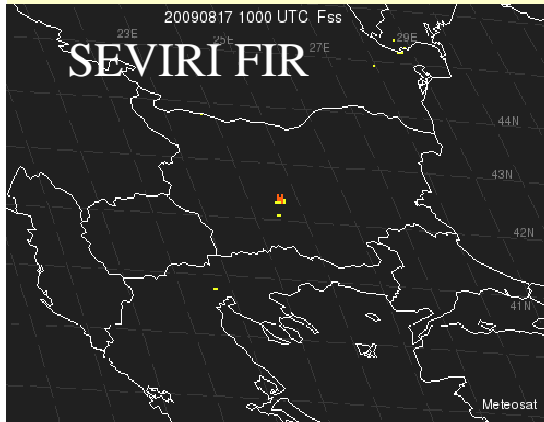 20090817 1000 UTC Fss
23E
25E
27E
29E
SEVIRI FIR
44N
43N
42N
41N
Meteosat